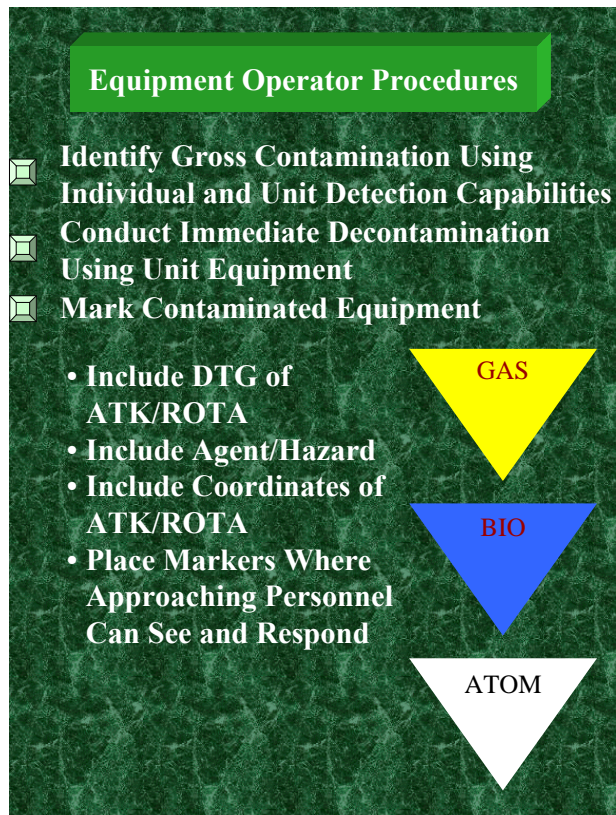 Equipment Operator Procedures
Identify Gross Contamination Using
Individual and Unit Detection Capabilities
Conduct Immediate Decontamination
Using Unit Equipment
Mark Contaminated Equipment
• Include DTG of
ATK/ROTA
• Include Agent/Hazard
• Include Coordinates of
ATK/ROTA
• Place Markers Where
Approaching Personnel
Can See and Respond
GAS
BIO
ATOM